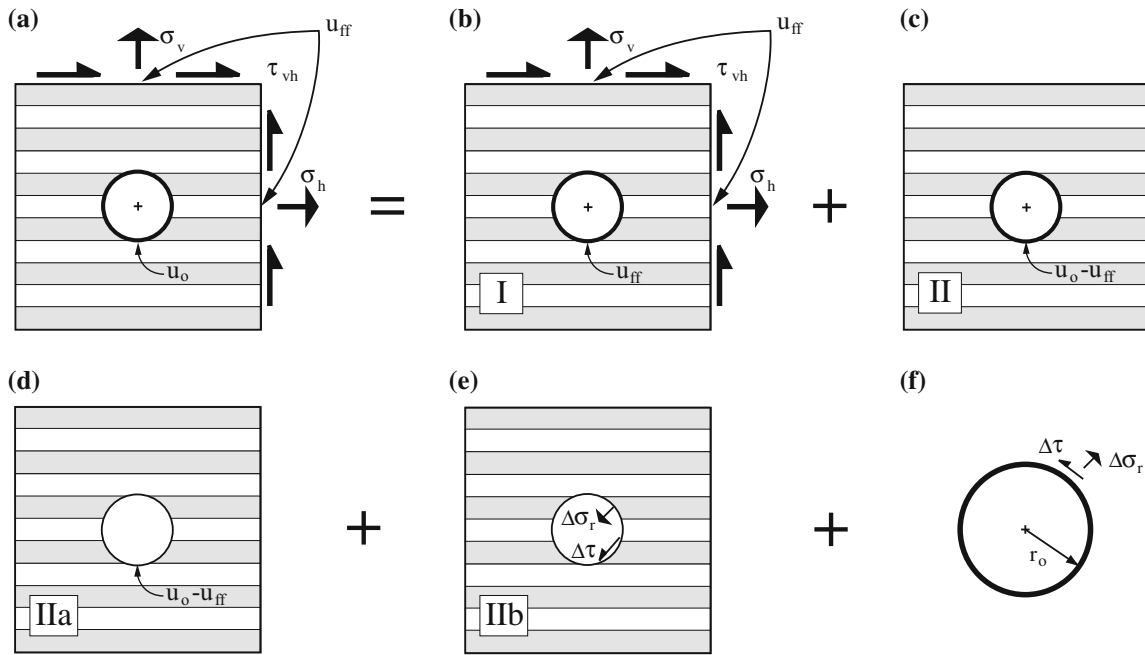 (a)
σv
uff
τvh
σh
uo
=
(b)
σv
uff
τvh
σh
uff
I
+
(c)
uo-uff
II
(d)
uo-uff
IIa
+
(e)
Δσr
Δτ
IIb
+
(f)
Δτ
Δσr
ro